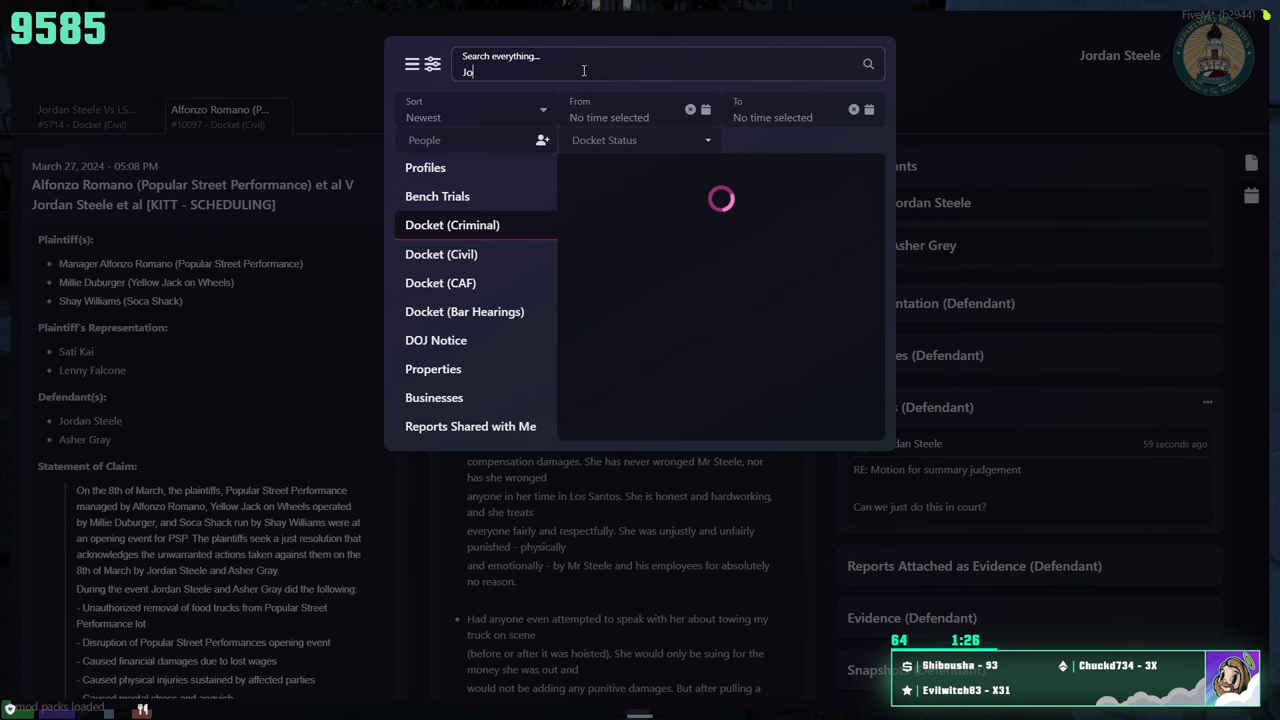 9585
FiveM* (b2944)
Jordan Steele
Search everything...
Jo
Sort
Newest
From
No time selected
To
No time selected
People
Docket Status
Profiles
Bench Trials
Docket (Criminal)
Docket (Civil)
Docket (CAF)
Docket (Bar Hearings)
DOJ Notice
Properties
Businesses
Reports Shared with Me
Jordan Steele Vs LS...
#5714 - Docket (Civil)
Alfonzo Romano (P...
#10097 - Docket (Civil)
March 27, 2024 - 05:08 PM
Alfonzo Romano (Popular Street Performance) et al V
Jordan Steele et al [KITT - SCHEDULING]
Plaintiff(s):
Manager Alfonzo Romano (Popular Street Performance)
Millie Duburger (Yellow Jack on Wheels)
Shay Williams (Soca Shack)
Plaintiff's Representation:
Sati Kai
Lenny Falcone
Defendant(s):
Jordan Steele
Asher Gray
Statement of Claim:
On the 8th of March, the plaintiffs, Popular Street Performance
managed by Alfonzo Romano, Yellow Jack on Wheels operated
by Millie Duburger, and Soca Shack run by Shay Williams were at
an opening event for PSP. The plaintiffs seek a just resolution that
acknowledges the unwarranted actions taken against them on the
8th of March by Jordan Steele and Asher Gray.
During the event Jordan Steele and Asher Gray did the following:
- Unauthorized removal of food trucks from Popular Street
Performance lot
- Disruption of Popular Street Performances opening event
- Caused financial damages due to lost wages
- Caused physical injuries sustained by affected parties
- Caused mental stress and anguish
mod packs loaded
compensation damages. She has never wronged Mr Steele, nor
has she wronged
anyone in her time in Los Santos. She is honest and hardworking,
and she treats
everyone fairly and respectfully. She was unjustly and unfairly
punished - physically
and emotionally - by Mr Steele and his employees for absolutely
no reason.
Had anyone even attempted to speak with her about towing my
truck on scene
(before or after it was hoisted), She would only be suing for the
money she was out and
would not be adding any punitive damages. But after pulling a
ants
Jordan Steele
Asher Grey
ntation (Defendant)
es (Defendant)
s (Defendant)
dan Steele
59 seconds ago
RE: Motion for summary judgement
Can we just do this in court?
Reports Attached as Evidence (Defendant)
Evidence (Defendant)
Snapshots
64 1:26
Shibousha - 93
Chuckd734 - 3X
Evilwitch03 - X31